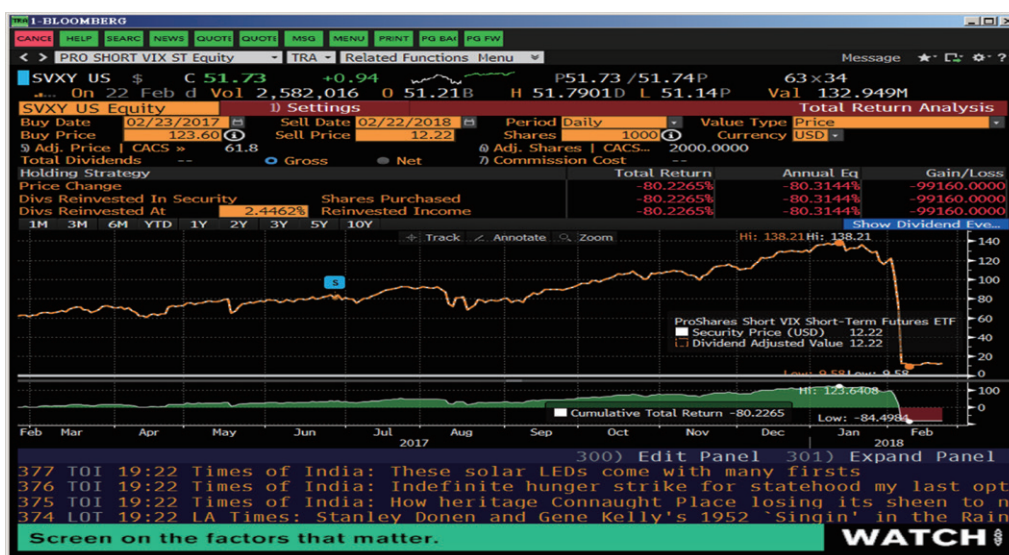 TRA 1-BLOOMBERG
CANCE HELP SEARC NEWS QUOTE QUOTE MSG MENU PRINT PG BAC PG FW
< > PRO SHORT VIX ST Equity TRA Related Functions Menu Message
SVXY US $ C 51.73 +0.94 P51.73 /51.74P 63×34
On 22 Feb d Vol 2,582,016 O 51.21B H 51.7901D L 51.14P Val 132.949M
SVXY US Equity 1) Settings Total Return Analysis
Buy Date 02/23/2017 Sell Date 02/22/2018 Period Daily Value Type Price
Buy Price 123.60 Sell Price 12.22 Shares 1000 Currency USD
5) Adj. Price | CACS » 61.8 6) Adj. Shares | CACS... 2000.0000
Total Dividends -- Gross Net 7) Commission Cost --
Holding Strategy Total Return Annual Eq Gain/Loss
Price Change -80.2265% -80.3144% -99160.0000
Divs Reinvested In Security Shares Purchased -80.2265% -80.3144% -99160.0000
Divs Reinvested At 2.4462% Reinvested Income -80.2265% -80.3144% -99160.0000
1M 3M 6M YTD 1Y 2Y 3Y 5Y 10Y Show Dividend Eve...
Track Annotate Zoom Hi: 138.21 Hi: 138.21
140
120
100
S
80
60
ProShares Short VIX Short-Term Futures ETF
Security Price (USD) 12.22
40
Dividend Adjusted Value 12.22
20
Low: 9.58 Low: 9.58
0
Hi: 123.6408
100
Cumulative Total Return -80.2265
0
Low: -84.4984
Feb Mar Apr May Jun Jul Aug Sep Oct Nov Dec Jan Feb
2017 2018
300) Edit Panel 301) Expand Panel
377 TOI 19:22 Times of India: These solar LEDs come with many firsts
376 TOI 19:22 Times of India: Indefinite hunger strike for statehood my last opt
375 TOI 19:22 Times of India: How heritage Connaught Place losing its sheen to n
374 LOT 19:22 LA Times: Stanley Donen and Gene Kelly's 1952 `Singin' in the Rain
Screen on the factors that matter. WATCH